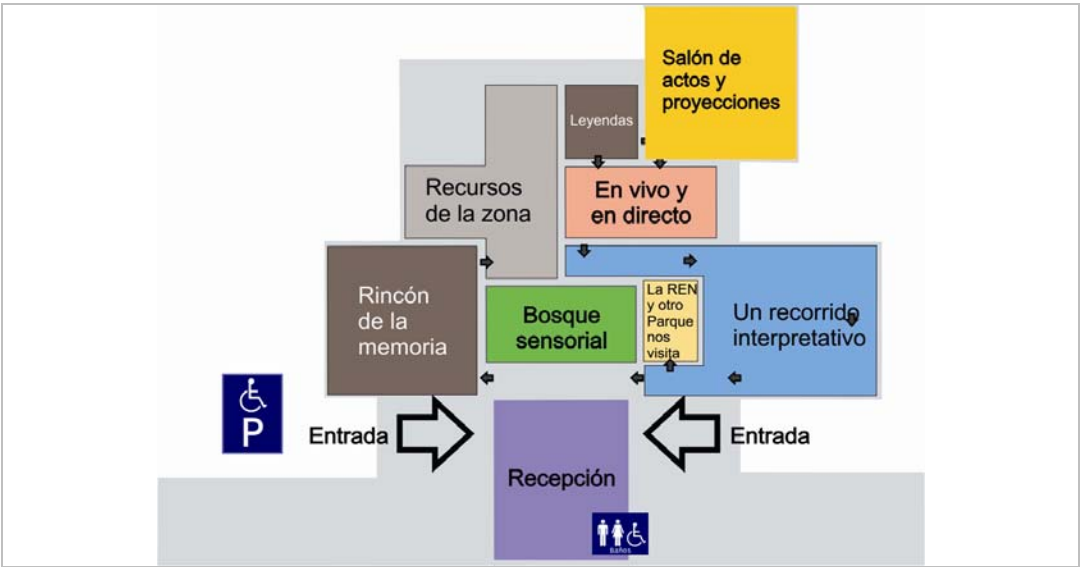 Salón de
actos y
proyecciones
Leyendas
Recursos
de la zona
En vivo y
en directo
Rincón
de la
memoria
Bosque
sensorial
La REN
y otro
Parque
nos
visita
Un recorrido
interpretativo
P
Entrada
Entrada
Recepción
Baños